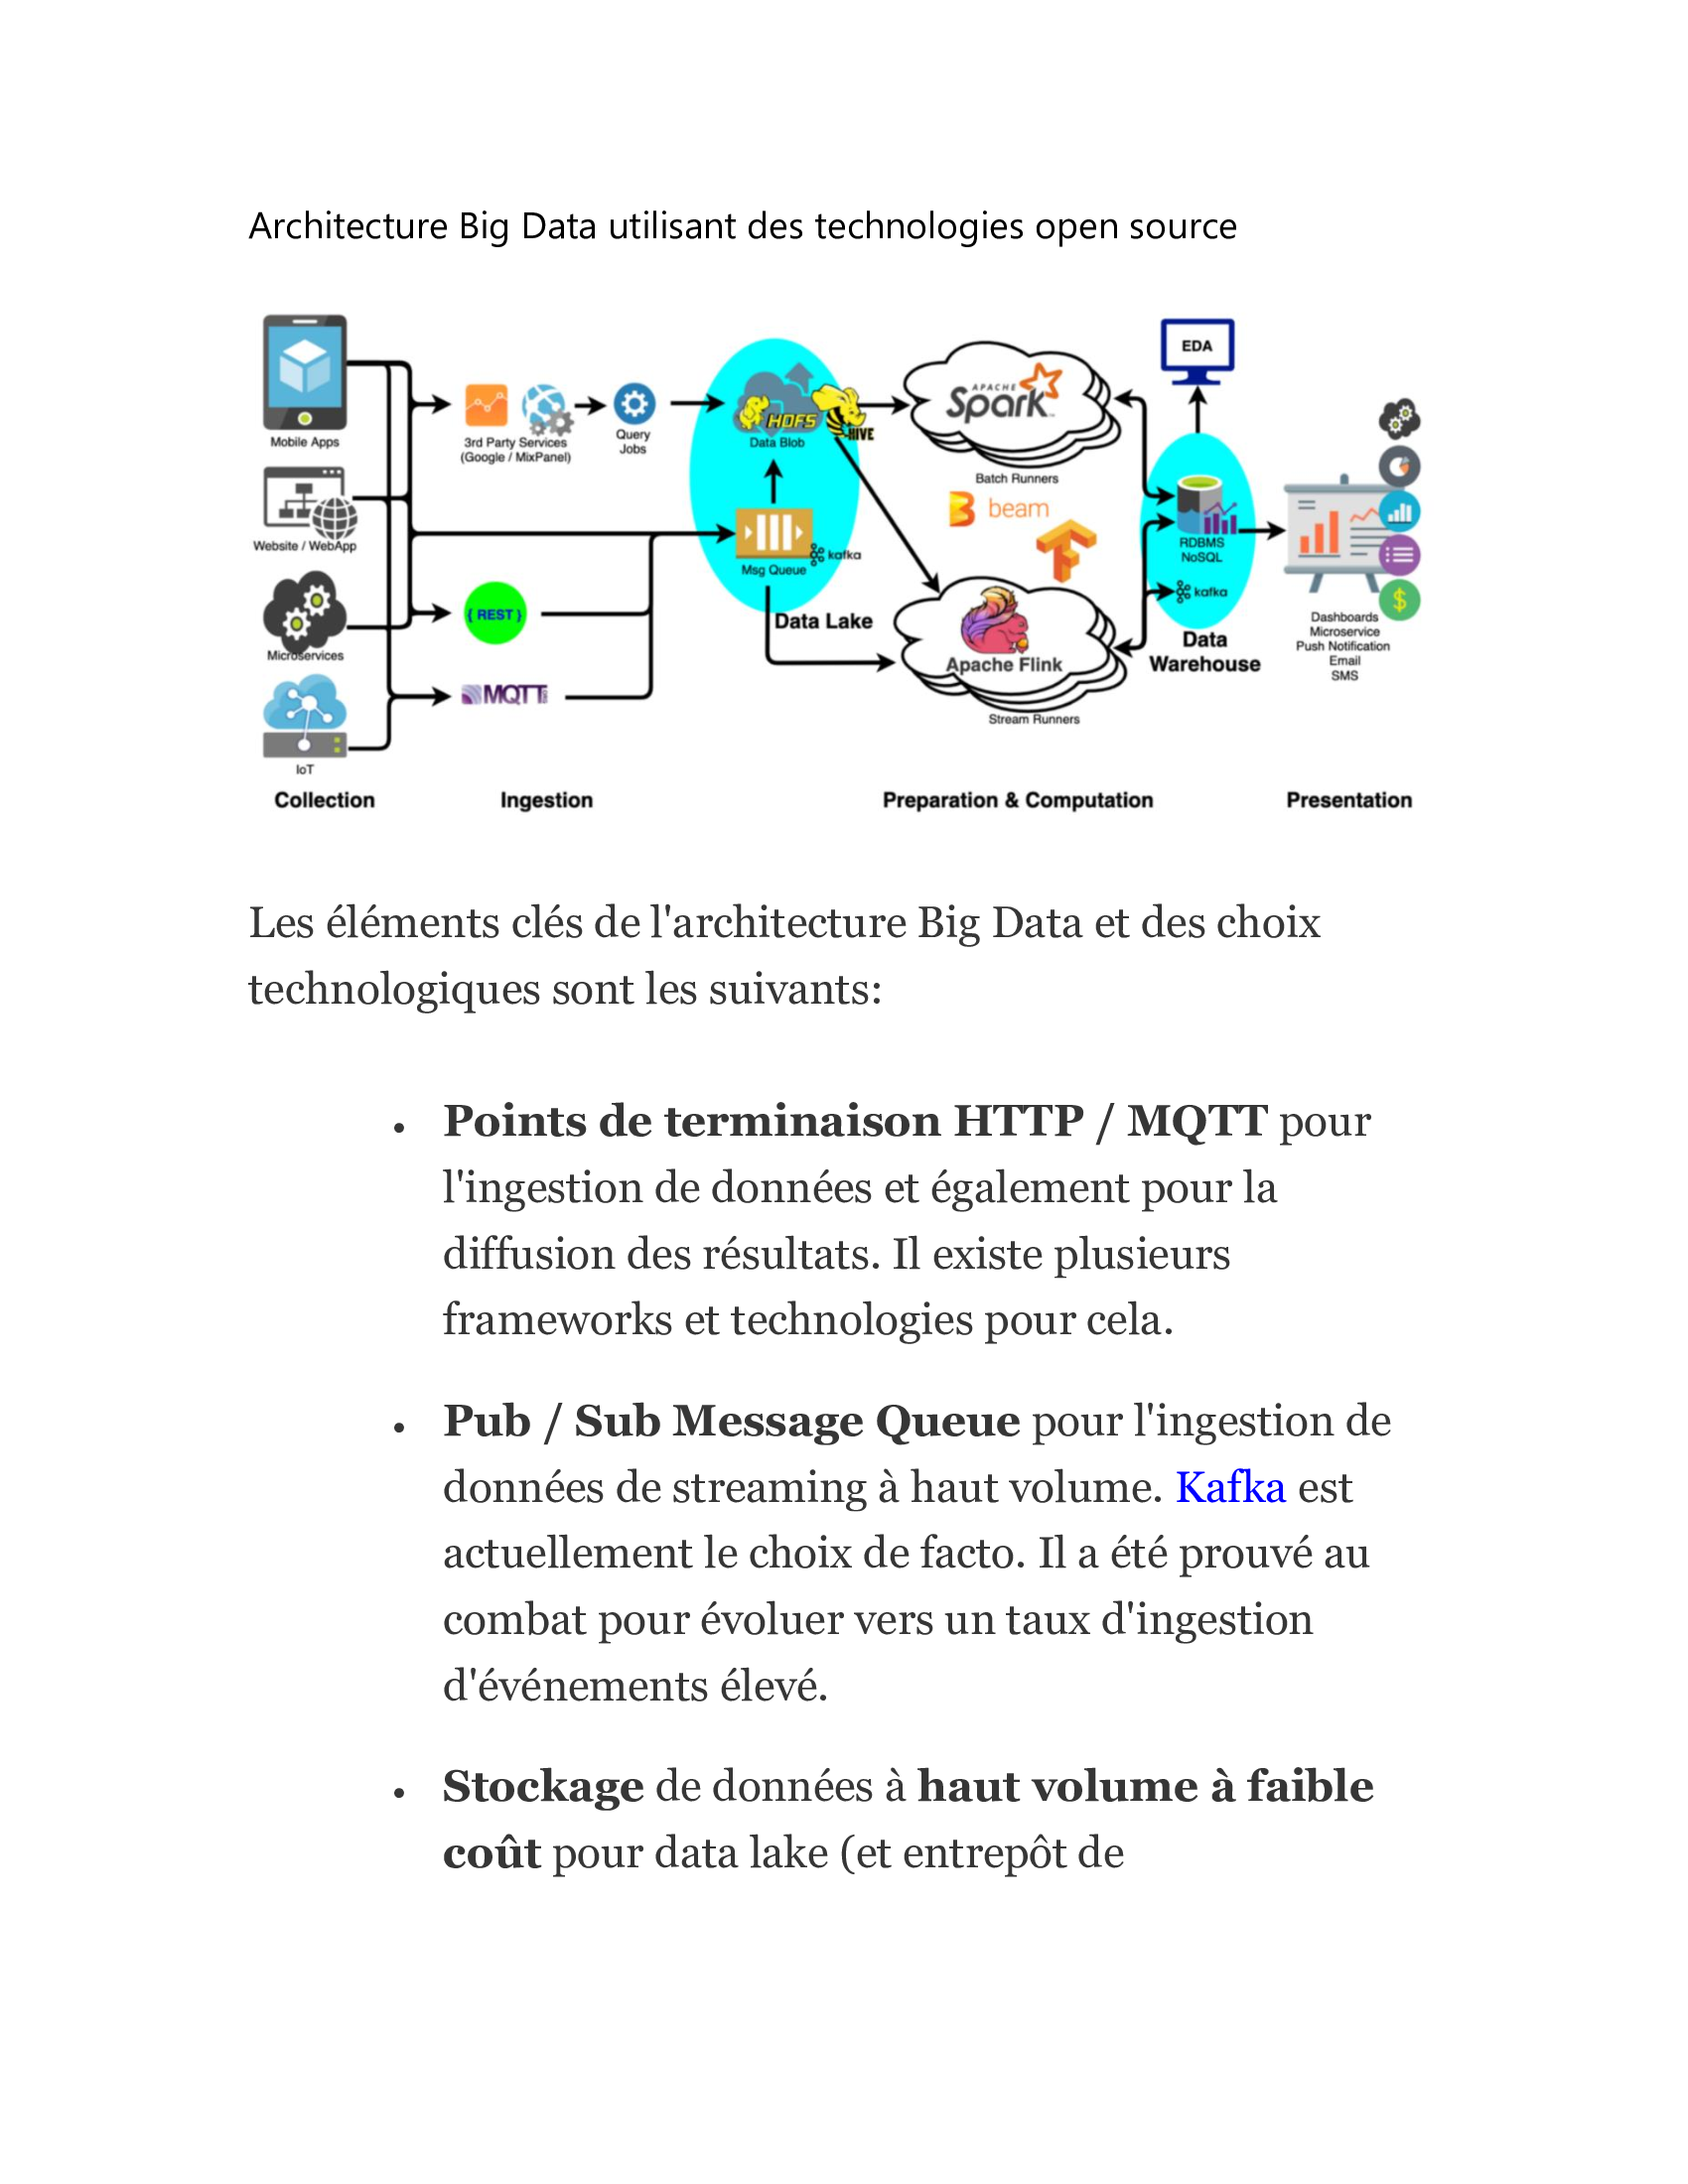 Architecture Big Data utilisant des technologies open source
Mobile Apps
Website / WebApp
Microservices
IoT
Collection
3rd Party Services
(Google / MixPanel)
Query
Jobs
{ REST }
MQTT
Ingestion
HDFS
HIVE
Data Blob
Msg Queue
kafka
Data Lake
APACHE
Spark
Batch Runners
beam
Apache Flink
Stream Runners
Preparation & Computation
EDA
RDBMS
NoSQL
kafka
Data
Warehouse
$
Dashboards
Microservice
Push Notification
Email
SMS
Presentation
Les éléments clés de l'architecture Big Data et des choix
technologiques sont les suivants:
• Points de terminaison HTTP / MQTT pour
l'ingestion de données et également pour la
diffusion des résultats. Il existe plusieurs
frameworks et technologies pour cela.
• Pub / Sub Message Queue pour l'ingestion de
données de streaming à haut volume. Kafka est
actuellement le choix de facto. Il a été prouvé au
combat pour évoluer vers un taux d'ingestion
d'événements élevé.
• Stockage de données à haut volume à faible
coût pour data lake (et entrepôt de